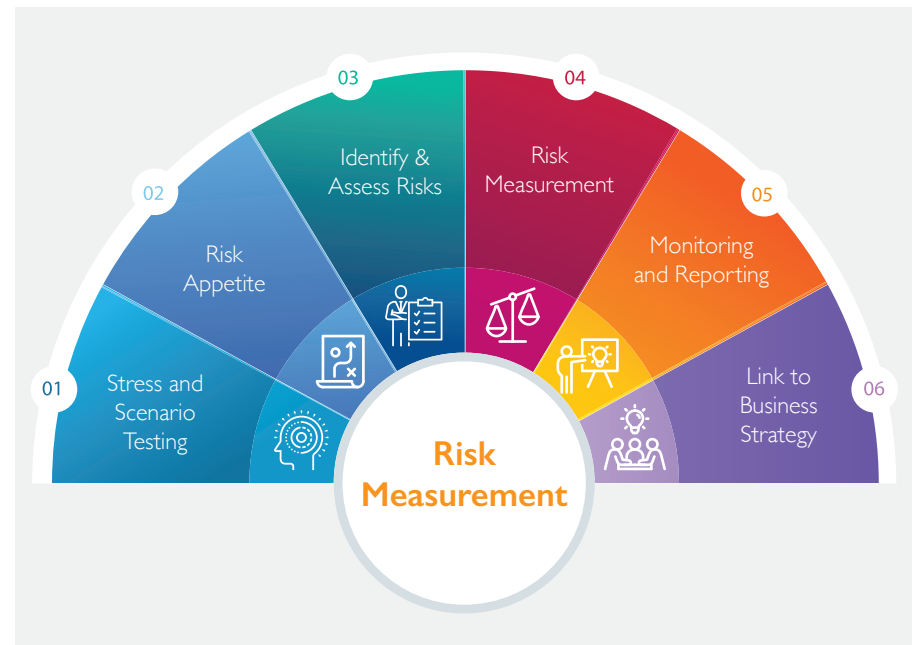 01
Stress and
Scenario
Testing
02
Risk
Appetite
03
Identify &
Assess Risks
04
Risk
Measurement
05
Monitoring
and Reporting
06
Link to
Business
Strategy
Risk
Measurement